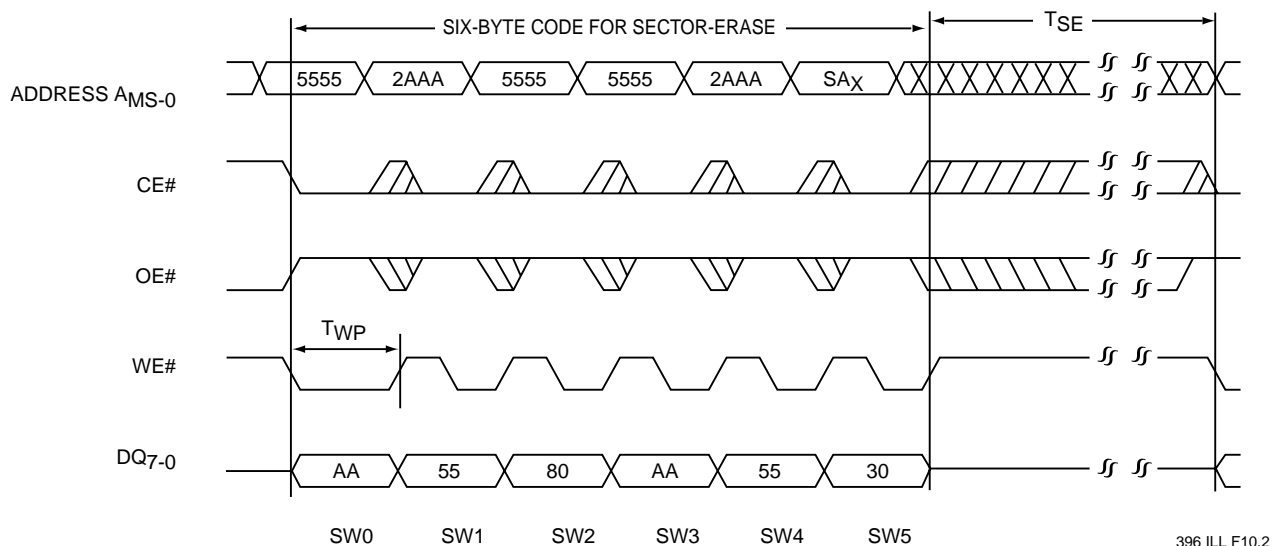 SIX-BYTE CODE FOR SECTOR-ERASE
TSE
ADDRESS AMS-0
5555 2AAA 5555 5555 2AAA SAX
CE#
OE#
TWP
WE#
DQ7-0
AA 55 80 AA 55 30
SW0 SW1 SW2 SW3 SW4 SW5
396 ILL F10.2